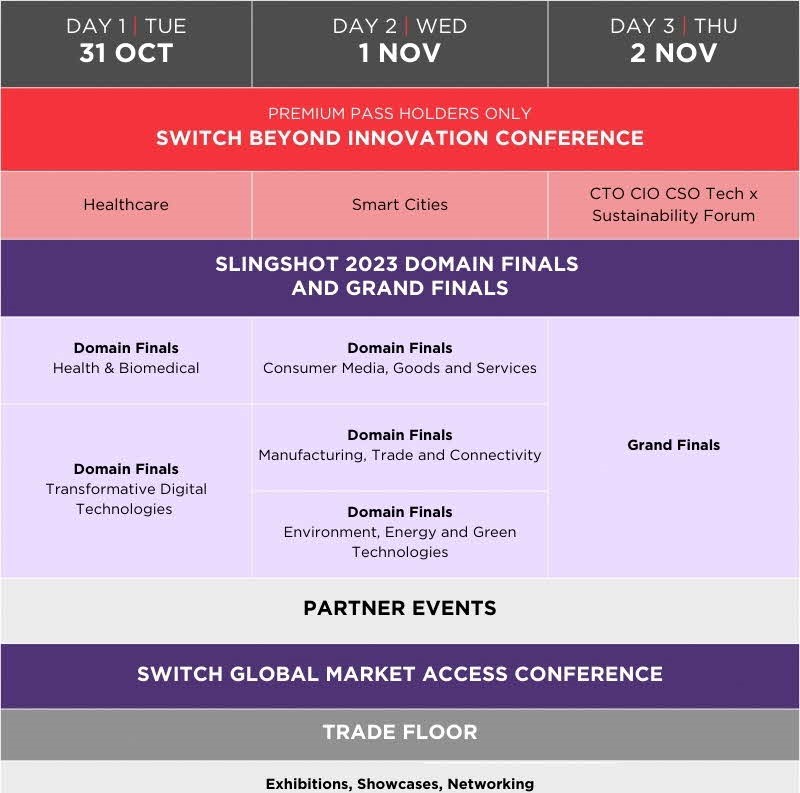 DAY 1 | TUE
31 OCT
DAY 2 | WED
1 NOV
DAY 3 | THU
2 NOV
PREMIUM PASS HOLDERS ONLY
SWITCH BEYOND INNOVATION CONFERENCE
Healthcare
Smart Cities
CTO CIO CSO Tech x
Sustainability Forum
SLINGSHOT 2023 DOMAIN FINALS
AND GRAND FINALS
Domain Finals
Health & Biomedical
Domain Finals
Transformative Digital
Technologies
Domain Finals
Consumer Media, Goods and Services
Domain Finals
Manufacturing, Trade and Connectivity
Domain Finals
Environment, Energy and Green
Technologies
Grand Finals
PARTNER EVENTS
SWITCH GLOBAL MARKET ACCESS CONFERENCE
TRADE FLOOR
Exhibitions, Showcases, Networking